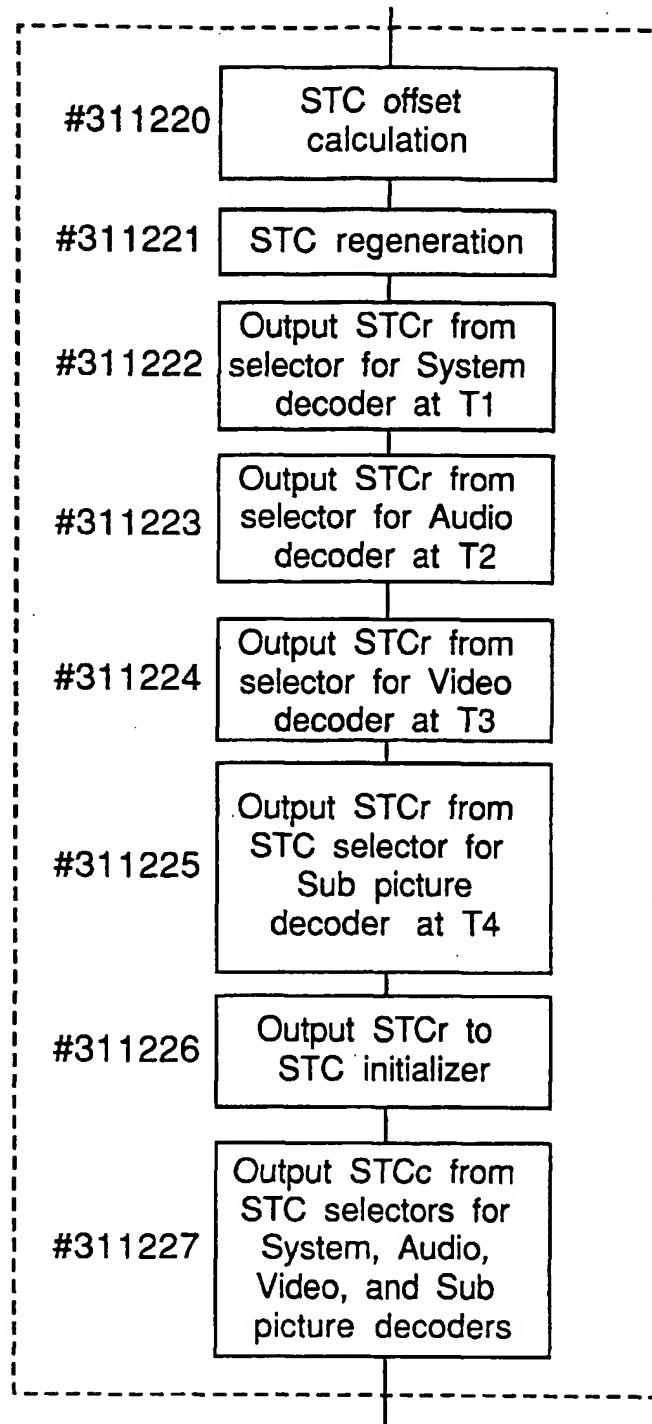 #311220
STC offset
calculation
#311221
STC regeneration
#311222
Output STCr from
selector for System
decoder at T1
#311223
Output STCr from
selector for Audio
decoder at T2
#311224
Output STCr from
selector for Video
decoder at T3
#311225
Output STCr from
STC selector for
Sub picture
decoder at T4
#311226
Output STCr to
STC initializer
#311227
Output STCc from
STC selectors for
System, Audio,
Video, and Sub
picture decoders